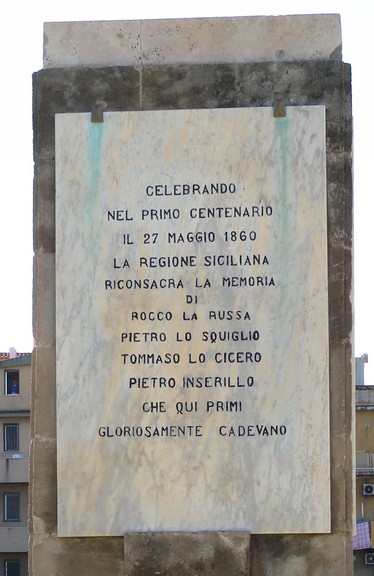 CELEBRANDO
NEL PRIMO CENTENARIO
IL 27 MAGGIO 1860
LA REGIONE SICILIANA
RICONSACRA LA MEMORIA
DI
ROCCO LA RUSSA
PIETRO LO SQUIGLIO
TOMMASO LO CICERO
PIETRO INSERILLO
CHE QUI PRIMI
GLORIOSAMENTE CADEVANO